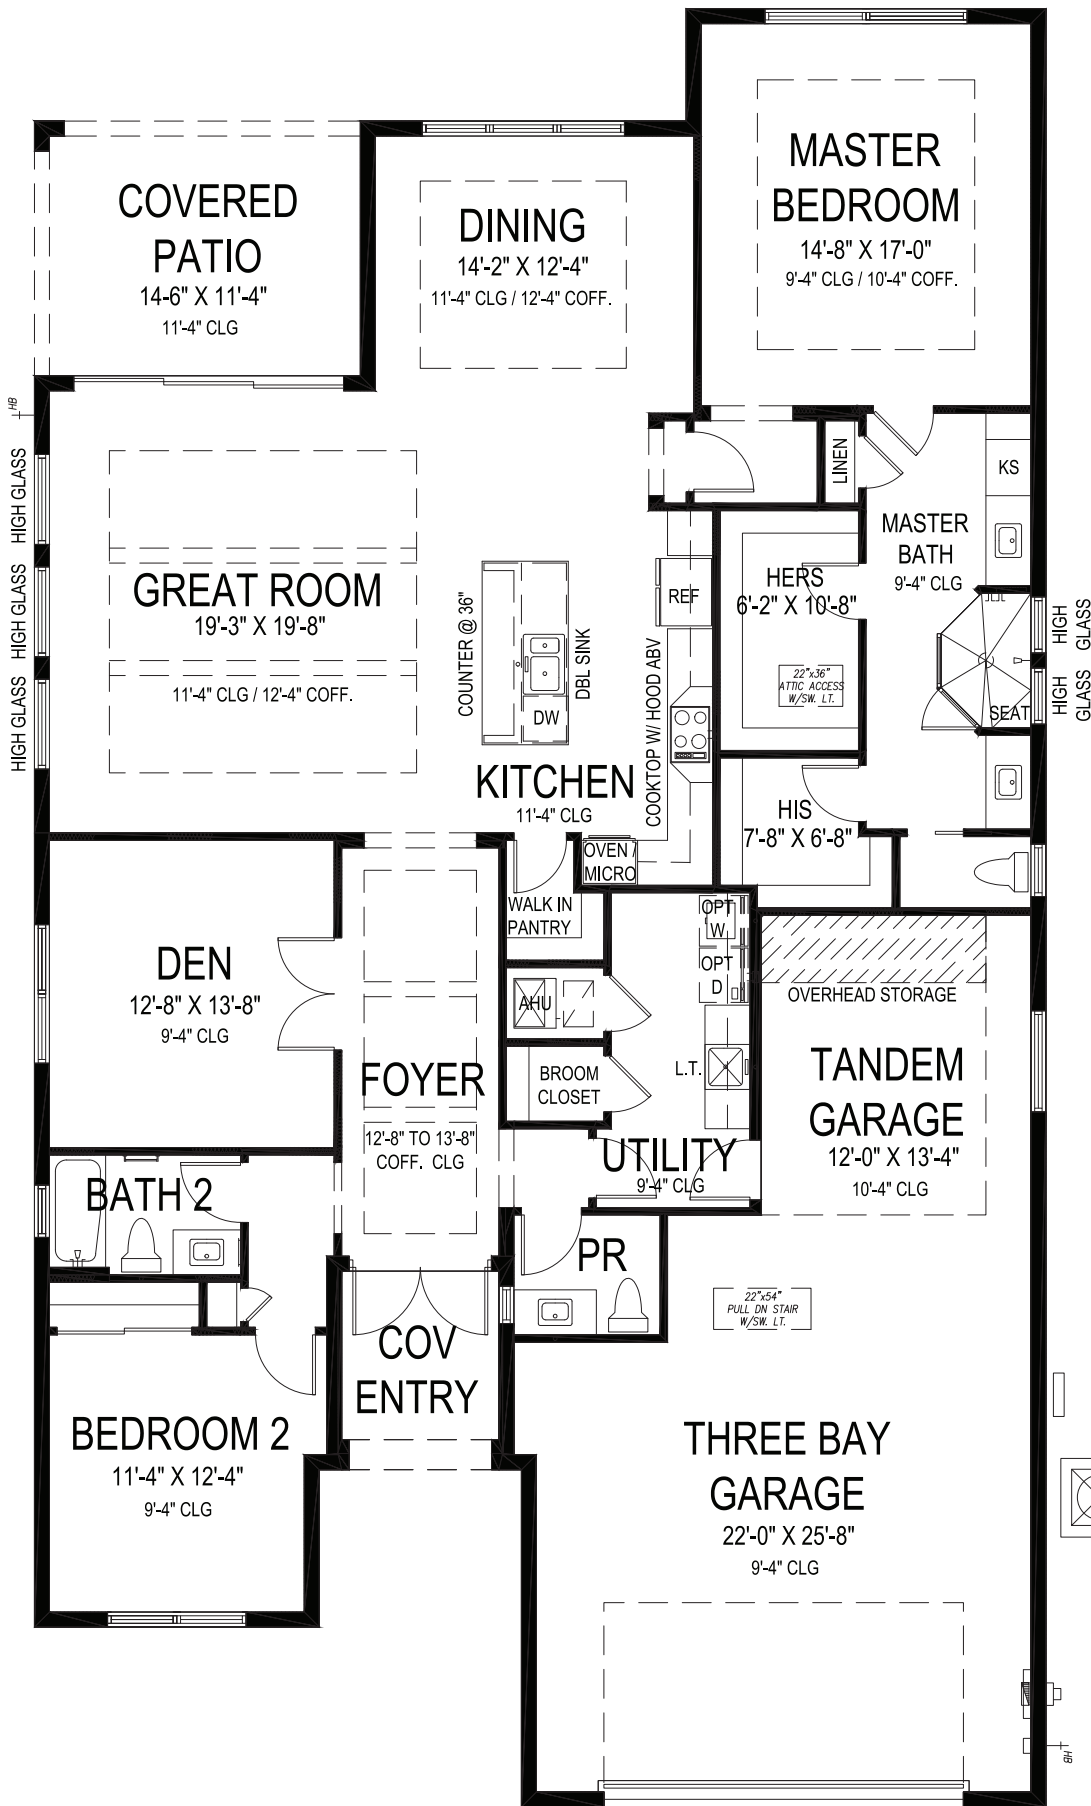 MASTER
BEDROOM
14'-8" X 17'-0"
9'-4" CLG / 10'-4" COFF.
COVERED
PATIO
14'-6" X 11'-4"
11'-4" CLG
DINING
14'-2" X 12'-4"
11'-4" CLG / 12'-4" COFF.
HB
HIGH GLASS
HIGH GLASS
HIGH GLASS
GREAT ROOM
19'-3" X 19'-8"
11'-4" CLG / 12'-4" COFF.
LINEN
KS
MASTER
BATH
9'-4" CLG
HERS
6'-2" X 10'-8"
22"x36"
ATTIC ACCESS
W/SW. LT.
HIGH
GLASS
HIGH
GLASS
SEAT
COUNTER @ 36"
DBL SINK
DW
REF
COOKTOP W/ HOOD ABV
KITCHEN
11'-4" CLG
HIS
7'-8" X 6'-8"
OVEN /
MICRO
WALK IN
PANTRY
OPT
W
OPT
D
DEN
12'-8" X 13'-8"
9'-4" CLG
AHU
OVERHEAD STORAGE
FOYER
12'-8" TO 13'-8"
COFF. CLG
BROOM
CLOSET
L.T.
TANDEM
GARAGE
12'-0" X 13'-4"
10'-4" CLG
UTILITY
9'-4" CLG
BATH 2
PR
22"x54"
PULL DN STAIR
W/SW. LT.
COV
ENTRY
BEDROOM 2
11'-4" X 12'-4"
9'-4" CLG
THREE BAY
GARAGE
22'-0" X 25'-8"
9'-4" CLG
HB